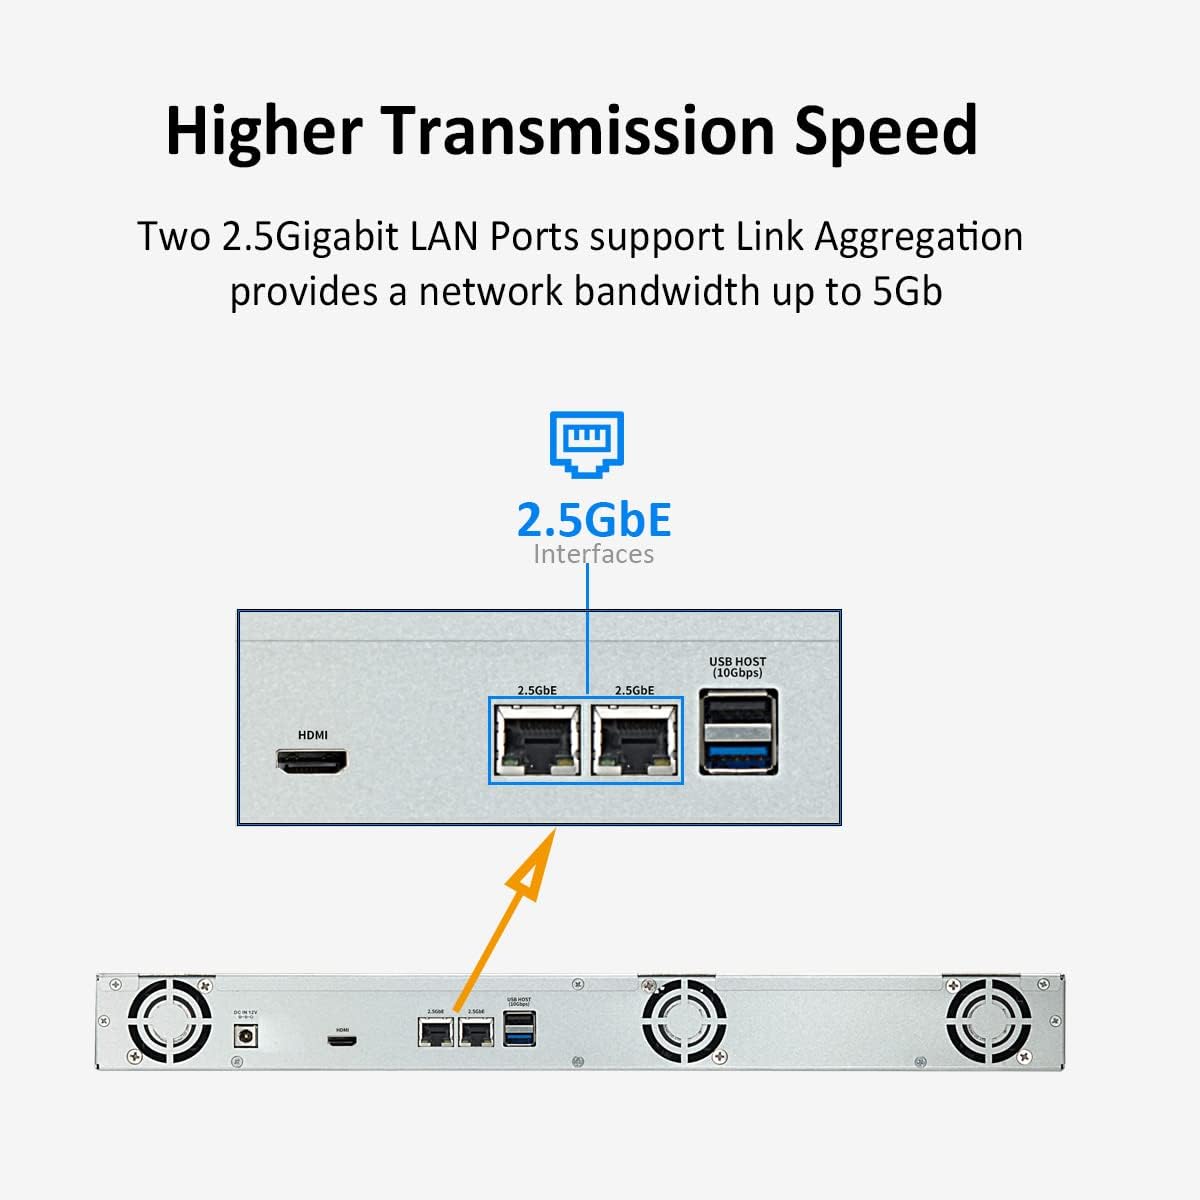 Higher Transmission Speed
Two 2.5Gigabit LAN Ports support Link Aggregation
provides a network bandwidth up to 5Gb
2.5GbE
Interfaces
USB HOST
(10Gbps)
2.5GbE 2.5GbE
HDMI
USB HOST
(10Gbps)
2.5GbE 2.5GbE
DC IN 12V
HDMI